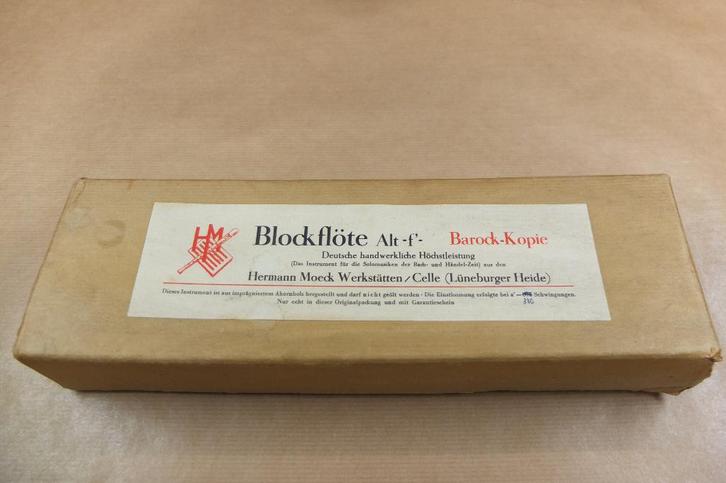 HM
Blockflöte Alt-f'- Barock-Kopie
Deutsche handwerkliche Höchstleistung
(Das Instrument für die Solosonaten der Bach- und Händel-Zeit) aus den
Hermann Moeck Werkstätten / Celle (Lüneburger Heide)
Dieses Instrument ist aus imprägniertem Ahornholz hergestellt und darf nicht geölt werden · Die Einstimmung erfolgte bei a'— Schwingungen.
Nur echt in dieser Originalpackung und mit Garantieschein